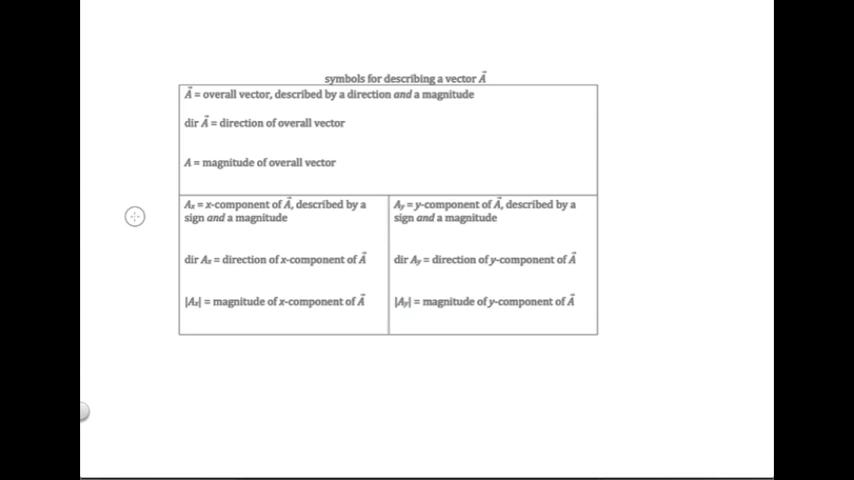 symbols for describing a vector A⃗
A⃗ = overall vector, described by a direction and a magnitude
dir A⃗ = direction of overall vector
A = magnitude of overall vector
Aₓ = x-component of A⃗, described by a
sign and a magnitude
dir Aₓ = direction of x-component of A⃗
|Aₓ| = magnitude of x-component of A⃗
Aᵧ = y-component of A⃗, described by a
sign and a magnitude
dir Aᵧ = direction of y-component of A⃗
|Aᵧ| = magnitude of y-component of A⃗